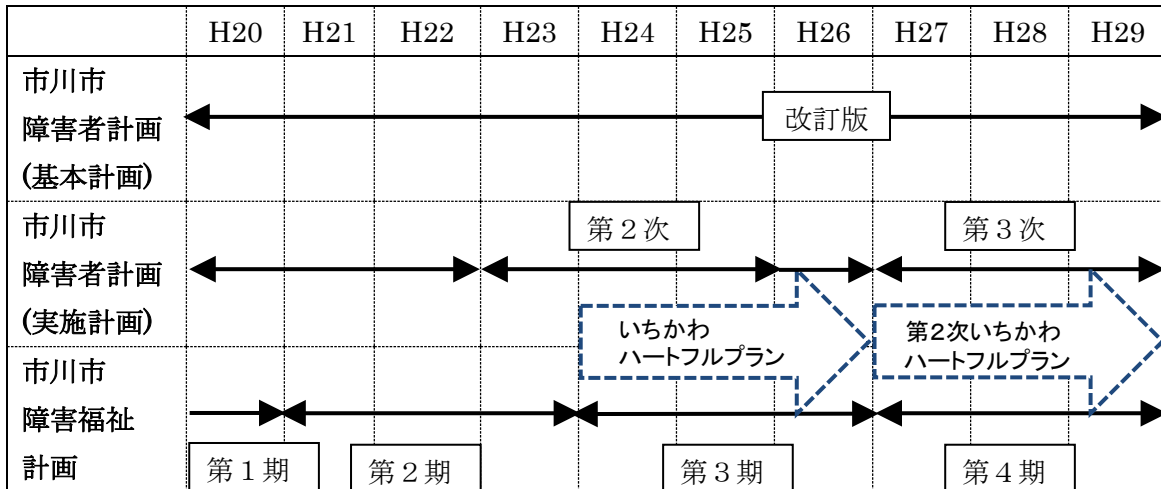 H20 H21 H22 H23 H24 H25 H26 H27 H28 H29
市川市
障害者計画
(基本計画)
改訂版
市川市
障害者計画
(実施計画)
第2次
第3次
いちかわ
ハートフルプラン
第2次いちかわ
ハートフルプラン
市川市
障害福祉
計画
第1期
第2期
第3期
第4期